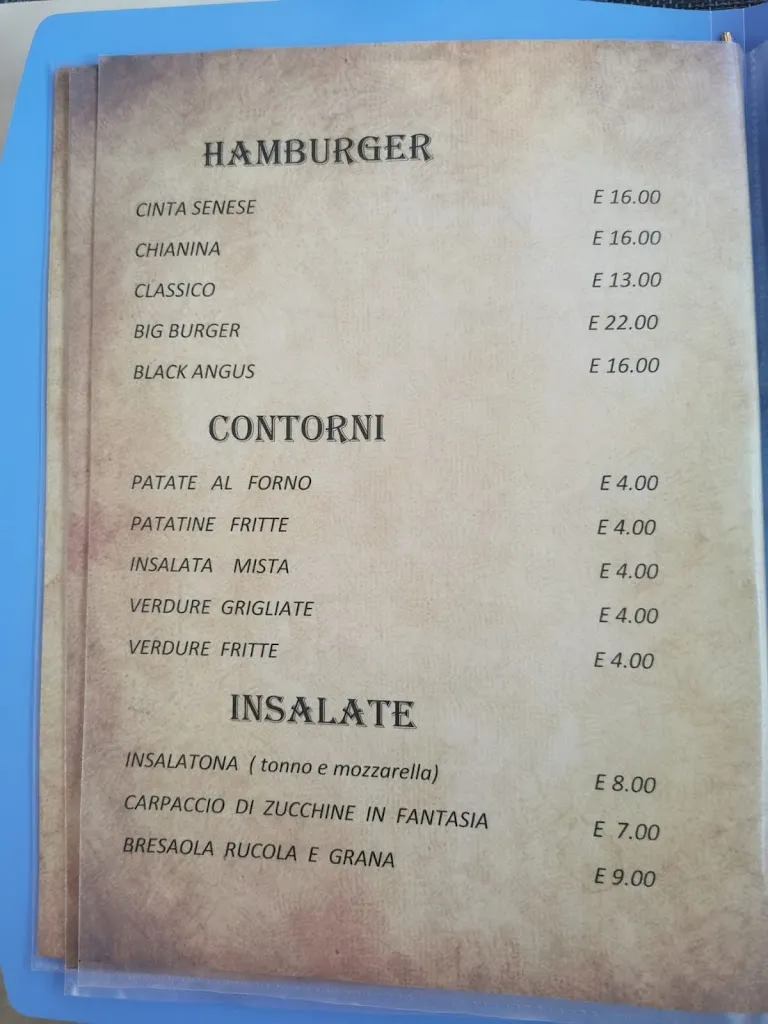 HAMBURGER
CINTA SENESE E 16.00
CHIANINA E 16.00
CLASSICO E 13.00
BIG BURGER E 22.00
BLACK ANGUS E 16.00
CONTORNI
PATATE AL FORNO E 4.00
PATATINE FRITTE E 4.00
INSALATA MISTA E 4.00
VERDURE GRIGLIATE E 4.00
VERDURE FRITTE E 4.00
INSALATE
INSALATONA ( tonno e mozzarella) E 8.00
CARPACCIO DI ZUCCHINE IN FANTASIA E 7.00
BRESAOLA RUCOLA E GRANA E 9.00